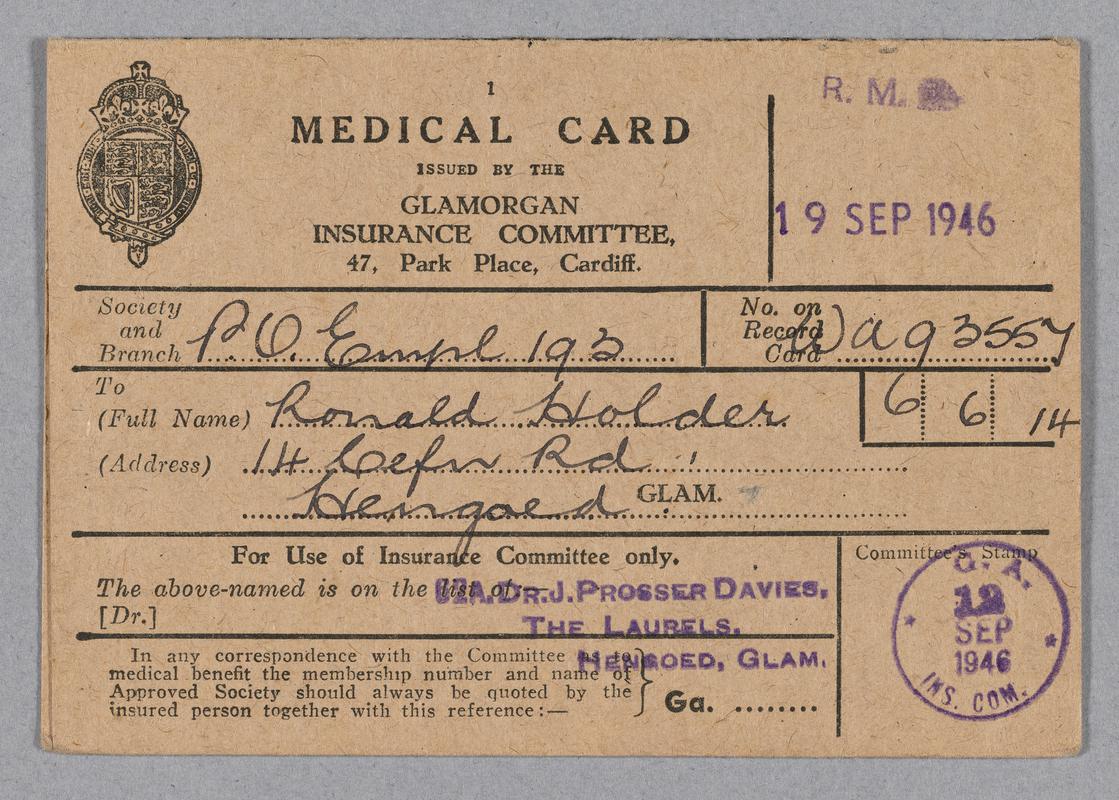 1
R. M.
MEDICAL CARD
ISSUED BY THE
GLAMORGAN
INSURANCE COMMITTEE,
47, Park Place, Cardiff.
19 SEP 1946
Society and Branch P.O. Empl 193
No. on Record Card (W) a 93557
To
(Full Name) Ronald Holder
6 6 14
(Address) 14 Cefn Rd
Hengoed GLAM.
For Use of Insurance Committee only.
The above-named is on the list of:—
[Dr.]
DR. J. PROSSER DAVIES,
THE LAURELS,
HENGOED, GLAM.
In any correspondence with the Committee as to
medical benefit the membership number and name of
Approved Society should always be quoted by the
insured person together with this reference:—
Ga. ........
Committee's Stamp
12
SEP
1946
INS. COM.